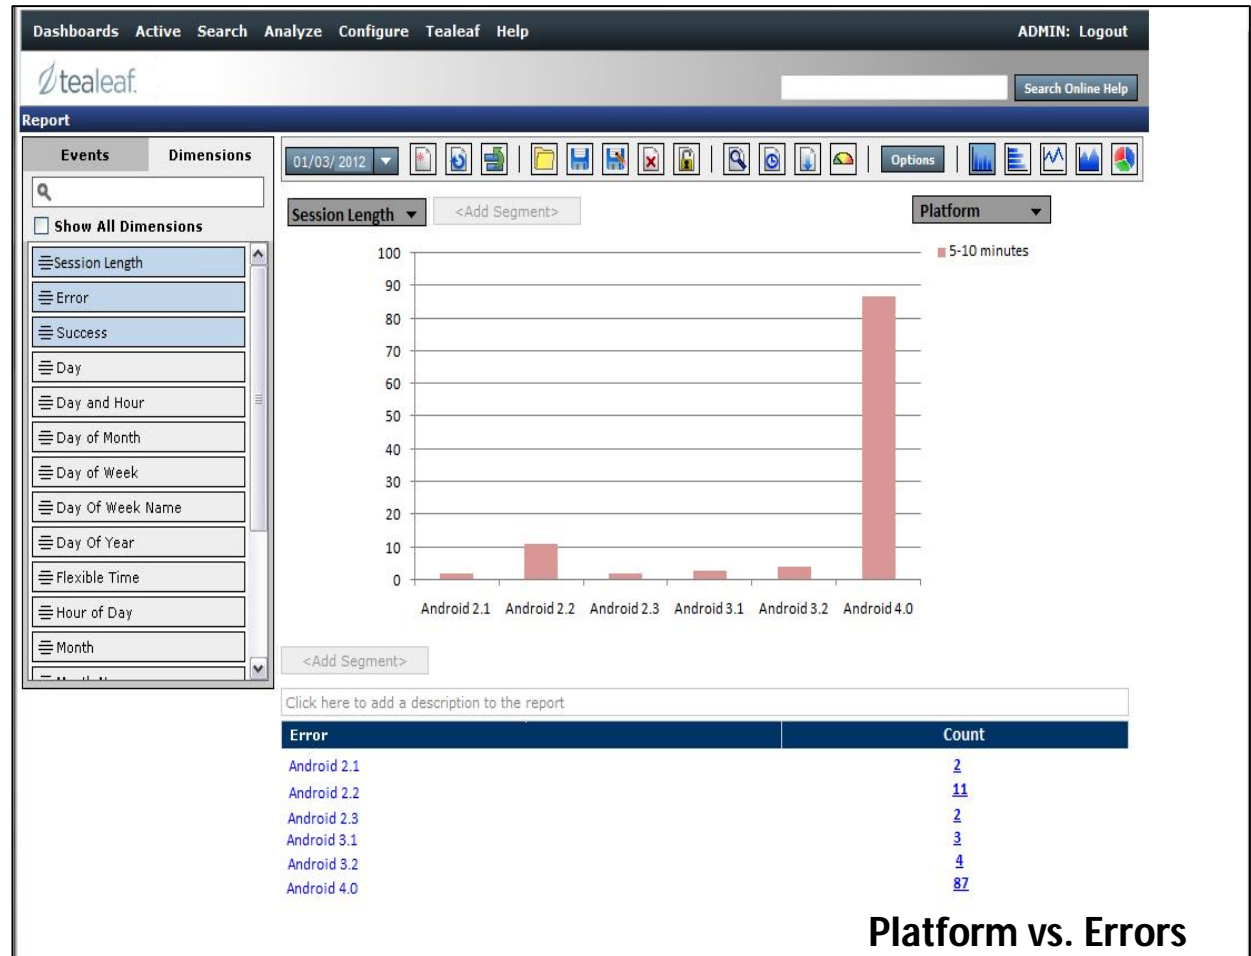 Dashboards Active Search Analyze Configure Tealeaf Help ADMIN: Logout
tealeaf.
Search Online Help
Report
Events Dimensions
01/03/ 2012
Options
Show All Dimensions
Session Length
Error
Success
Day
Day and Hour
Day of Month
Day of Week
Day Of Week Name
Day Of Year
Flexible Time
Hour of Day
Month
Session Length <Add Segment> Platform
5-10 minutes
100
90
80
70
60
50
40
30
20
10
0
Android 2.1 Android 2.2 Android 2.3 Android 3.1 Android 3.2 Android 4.0
<Add Segment>
Click here to add a description to the report
Error Count
Android 2.1 2
Android 2.2 11
Android 2.3 2
Android 3.1 3
Android 3.2 4
Android 4.0 87
Platform vs. Errors